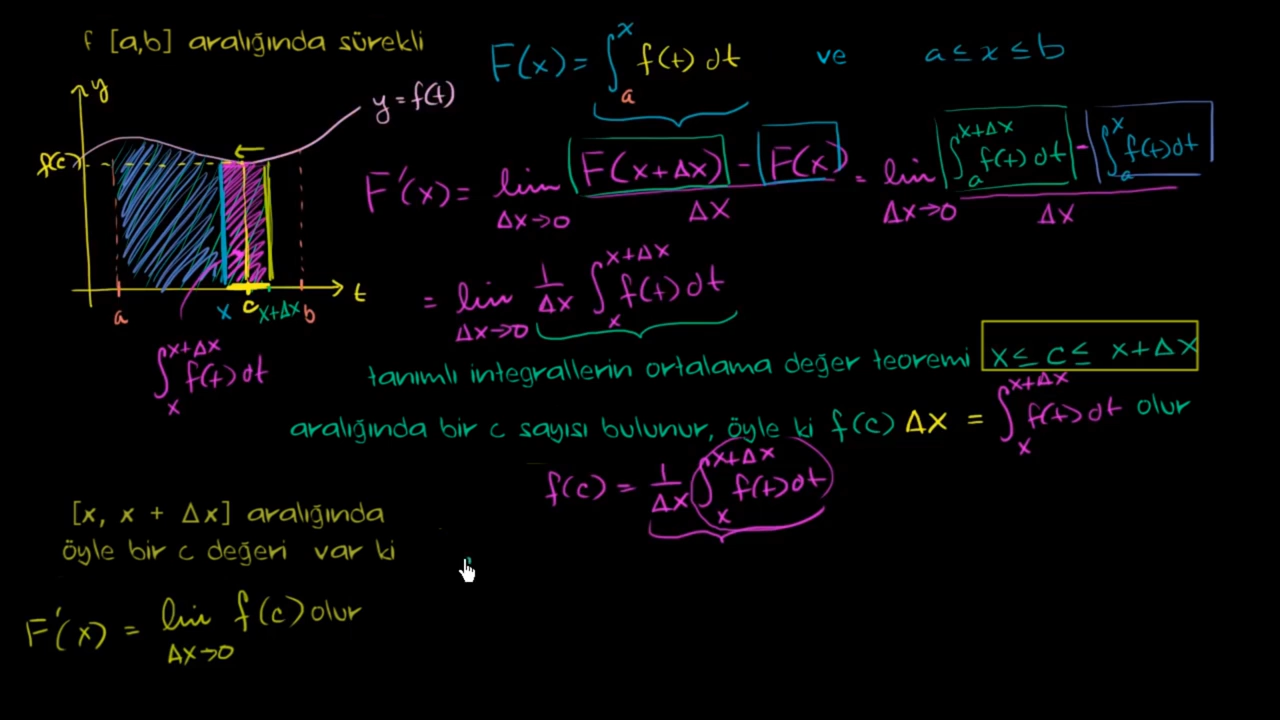 f [a,b] aralığında sürekli
F(x) = ∫_a^x f(t) dt ve a ≤ x ≤ b
y
y = f(t)
f(c)
a x c x+Δx b t
F'(x) = lim_{Δx→0} (F(x+Δx) - F(x)) / Δx = lim_{Δx→0} (∫_a^{x+Δx} f(t) dt - ∫_a^x f(t) dt) / Δx
= lim_{Δx→0} 1/Δx ∫_x^{x+Δx} f(t) dt
∫_x^{x+Δx} f(t) dt
tanımlı integrallerin ortalama değer teoremi x ≤ c ≤ x+Δx
aralığında bir c sayısı bulunur, öyle ki f(c) Δx = ∫_x^{x+Δx} f(t) dt olur
f(c) = 1/Δx ∫_x^{x+Δx} f(t) dt
[x, x + Δx] aralığında
öyle bir c değeri var ki
F'(x) = lim_{Δx→0} f(c) olur